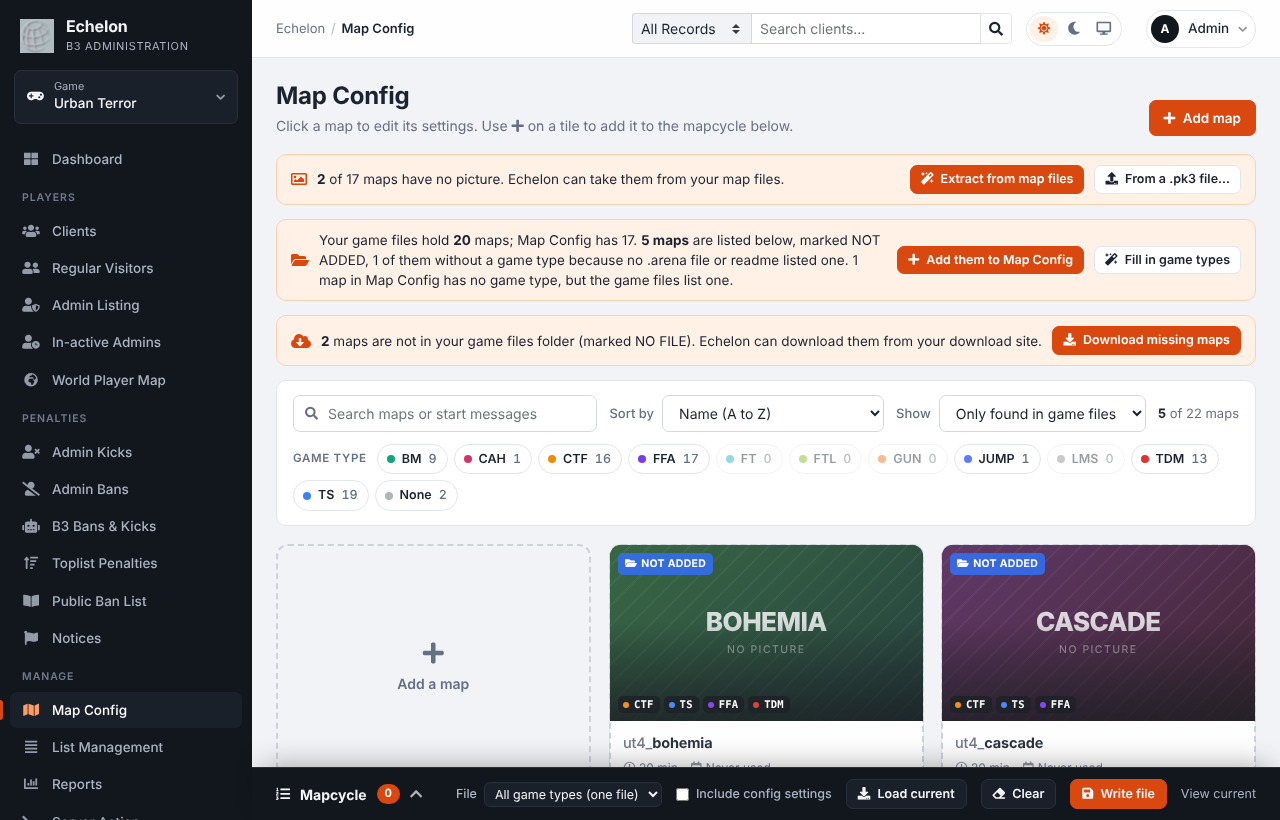 Echelon
B3 ADMINISTRATION
Game
Urban Terror
Dashboard
PLAYERS
Clients
Regular Visitors
Admin Listing
In-active Admins
World Player Map
PENALTIES
Admin Kicks
Admin Bans
B3 Bans & Kicks
Toplist Penalties
Public Ban List
Notices
MANAGE
Map Config
List Management
Reports
Echelon / Map Config
All Records
Search clients...
A Admin
Map Config
Click a map to edit its settings. Use + on a tile to add it to the mapcycle below.
Add map
2 of 17 maps have no picture. Echelon can take them from your map files.
Extract from map files
From a .pk3 file...
Your game files hold 20 maps; Map Config has 17. 5 maps are listed below, marked NOT
ADDED, 1 of them without a game type because no .arena file or readme listed one. 1
map in Map Config has no game type, but the game files list one.
Add them to Map Config
Fill in game types
2 maps are not in your game files folder (marked NO FILE). Echelon can download them from your download site.
Download missing maps
Search maps or start messages
Sort by
Name (A to Z)
Show
Only found in game files
5 of 22 maps
GAME TYPE BM 9 CAH 1 CTF 16 FFA 17 FT 0 FTL 0 GUN 0 JUMP 1 LMS 0 TDM 13
TS 19 None 2
Add a map
NOT ADDED
BOHEMIA
NO PICTURE
CTF TS FFA TDM
ut4_bohemia
20 min Never used
NOT ADDED
CASCADE
NO PICTURE
CTF TS FFA
ut4_cascade
20 min Never used
Mapcycle 0
File
All game types (one file)
Include config settings
Load current
Clear
Write file
View current